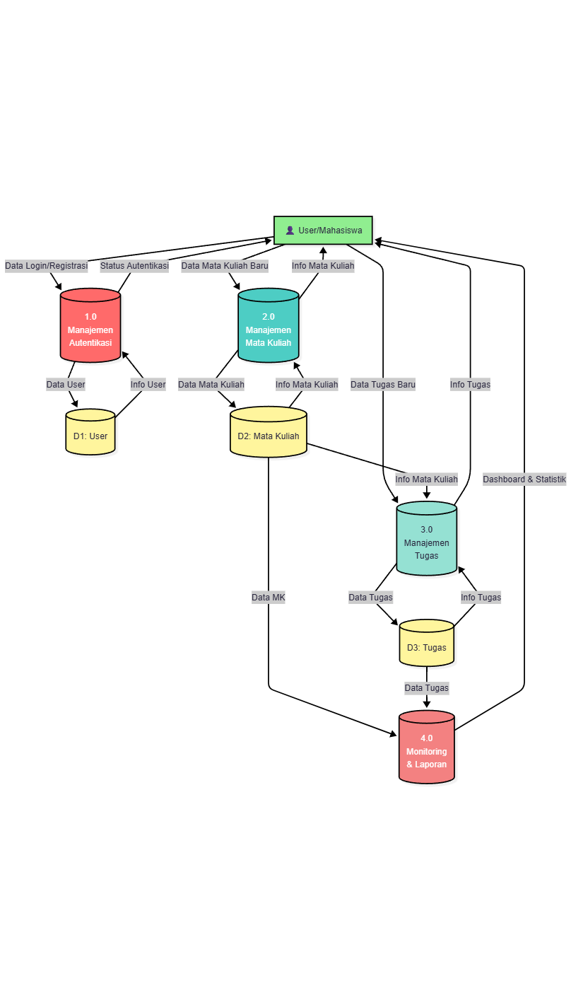 User/Mahasiswa
Data Login/Registrasi
Status Autentikasi
Data Mata Kuliah Baru
Info Mata Kuliah
1.0
Manajemen
Autentikasi
2.0
Manajemen
Mata Kuliah
Data User
Info User
Data Mata Kuliah
Info Mata Kuliah
Data Tugas Baru
Info Tugas
D1: User
D2: Mata Kuliah
Info Mata Kuliah
Dashboard & Statistik
3.0
Manajemen
Tugas
Data MK
Data Tugas
Info Tugas
D3: Tugas
Data Tugas
4.0
Monitoring
& Laporan